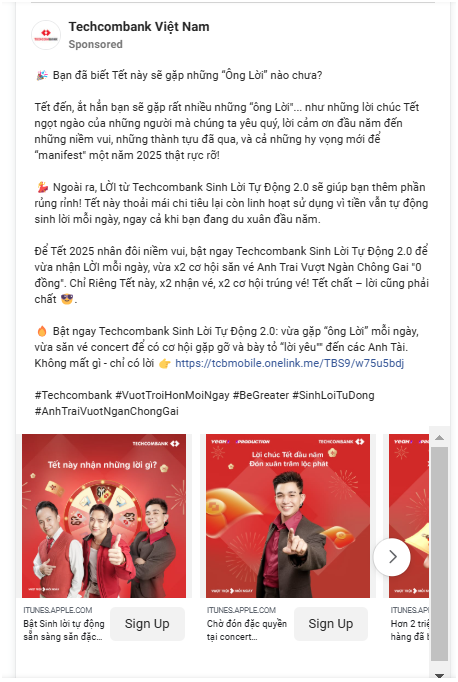 Techcombank Việt Nam
Sponsored
🎉 Bạn đã biết Tết này sẽ gặp những “Ông Lời” nào chưa?
Tết đến, ắt hẳn bạn sẽ gặp rất nhiều những “ông Lời"... như những lời chúc Tết
ngọt ngào của những người mà chúng ta yêu quý, lời cảm ơn đầu năm đến
những niềm vui, những thành tựu đã qua, và cả những hy vọng mới để
“manifest" một năm 2025 thật rực rỡ!
💃 Ngoài ra, LỜI từ Techcombank Sinh Lời Tự Động 2.0 sẽ giúp bạn thêm phần
rủng rỉnh! Tết này thoải mái chi tiêu lại còn linh hoạt sử dụng vì tiền vẫn tự động
sinh lời mỗi ngày, ngay cả khi bạn đang du xuân đầu năm.
Để Tết 2025 nhân đôi niềm vui, bật ngay Techcombank Sinh Lời Tự Động 2.0 để
vừa nhận LỜI mỗi ngày, vừa x2 cơ hội săn vé Anh Trai Vượt Ngàn Chông Gai "0
đồng". Chỉ Riêng Tết này, x2 nhận vé, x2 cơ hội trúng vé! Tết chất – lời cũng phải
chất 😎.
🔥 Bật ngay Techcombank Sinh Lời Tự Động 2.0: vừa gặp “ông Lời” mỗi ngày,
vừa săn vé concert để có cơ hội gặp gỡ và bày tỏ “lời yêu"" đến các Anh Tài.
Không mất gì - chỉ có lời 👉 https://tcbmobile.onelink.me/TBS9/w75u5bdj
#Techcombank #VuotTroiHonMoiNgay #BeGreater #SinhLoiTuDong
#AnhTraiVuotNganChongGai
TECHCOMBANK
Tết này nhận những lời gì?
VƯỢT TRỘI HƠN MỖI NGÀY
ITUNES.APPLE.COM
Bật Sinh lời tự động
sẵn sàng săn đặc...
Sign Up
YEAH1 PRODUCTION
TECHCOMBANK
Lời chúc Tết đầu năm
Đón xuân trăm lộc phát
VƯỢT TRỘI HƠN MỖI NGÀY
ITUNES.APPLE.COM
Chờ đón đặc quyền
tại concert...
Sign Up
YEAH1 PROD
ITUNES.APPLE
Hơn 2 triệ
hàng đã b